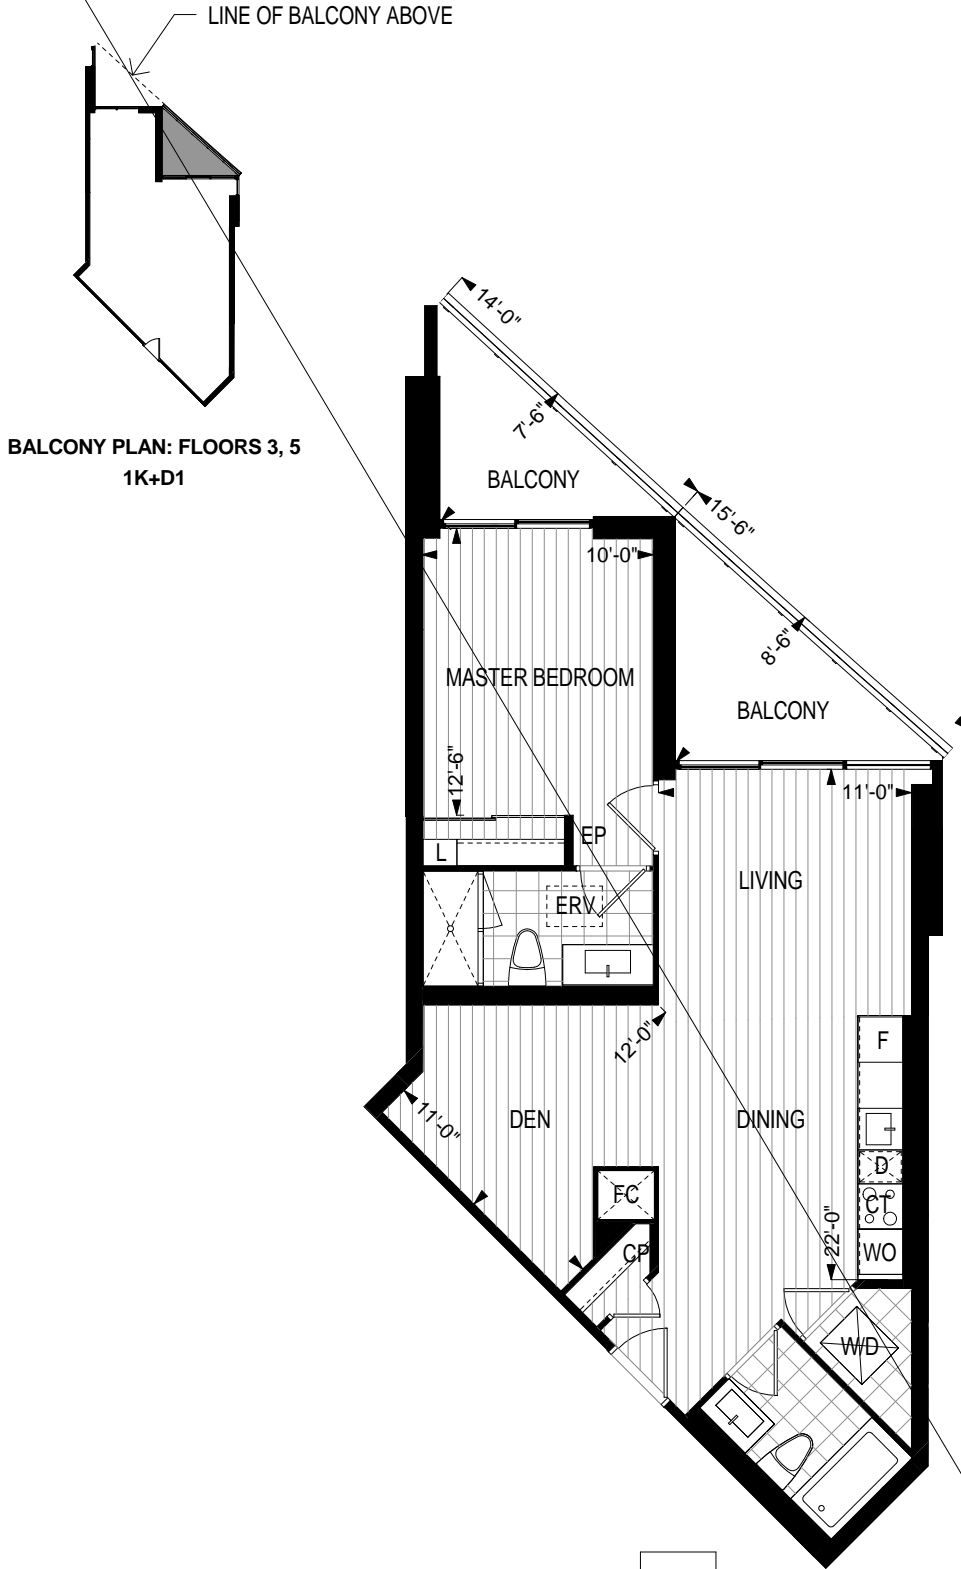 LINE OF BALCONY ABOVE
BALCONY PLAN: FLOORS 3, 5
1K+D1
14'-0"
7'-6"
BALCONY
15'-6"
10'-0"
8'-6"
MASTER BEDROOM
BALCONY
12'-6"
11'-0"
EP
L
LIVING
ERV
12'-0"
F
11'-0"
DEN
DINING
D
FC
CT
22'-0"
CP
WO
W/D